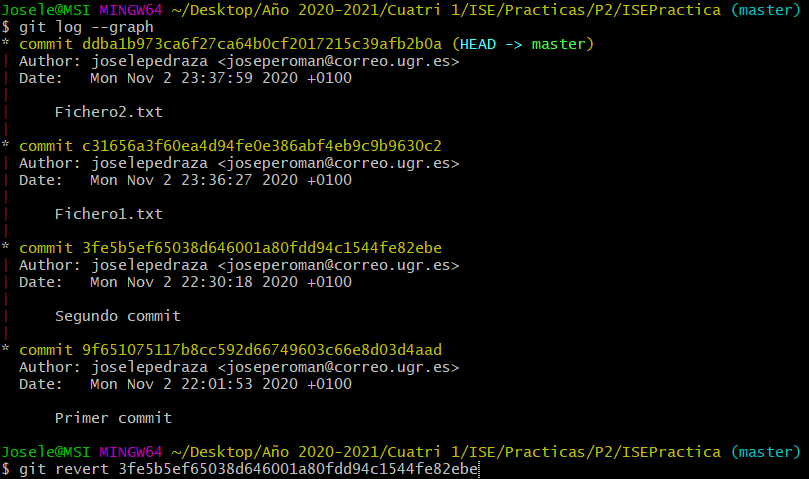 Josele@MSI MINGW64 ~/Desktop/Año 2020-2021/Cuatri 1/ISE/Practicas/P2/ISEPractica (master)
$ git log --graph
* commit ddba1b973ca6f27ca64b0cf2017215c39afb2b0a (HEAD -> master)
| Author: joselepedraza <joseperoman@correo.ugr.es>
| Date:   Mon Nov 2 23:37:59 2020 +0100
|
|     Fichero2.txt
|
* commit c31656a3f60ea4d94fe0e386abf4eb9c9b9630c2
| Author: joselepedraza <joseperoman@correo.ugr.es>
| Date:   Mon Nov 2 23:36:27 2020 +0100
|
|     Fichero1.txt
|
* commit 3fe5b5ef65038d646001a80fdd94c1544fe82ebe
| Author: joselepedraza <joseperoman@correo.ugr.es>
| Date:   Mon Nov 2 22:30:18 2020 +0100
|
|     Segundo commit
|
* commit 9f651075117b8cc592d66749603c66e8d03d4aad
  Author: joselepedraza <joseperoman@correo.ugr.es>
  Date:   Mon Nov 2 22:01:53 2020 +0100

      Primer commit

Josele@MSI MINGW64 ~/Desktop/Año 2020-2021/Cuatri 1/ISE/Practicas/P2/ISEPractica (master)
$ git revert 3fe5b5ef65038d646001a80fdd94c1544fe82ebe